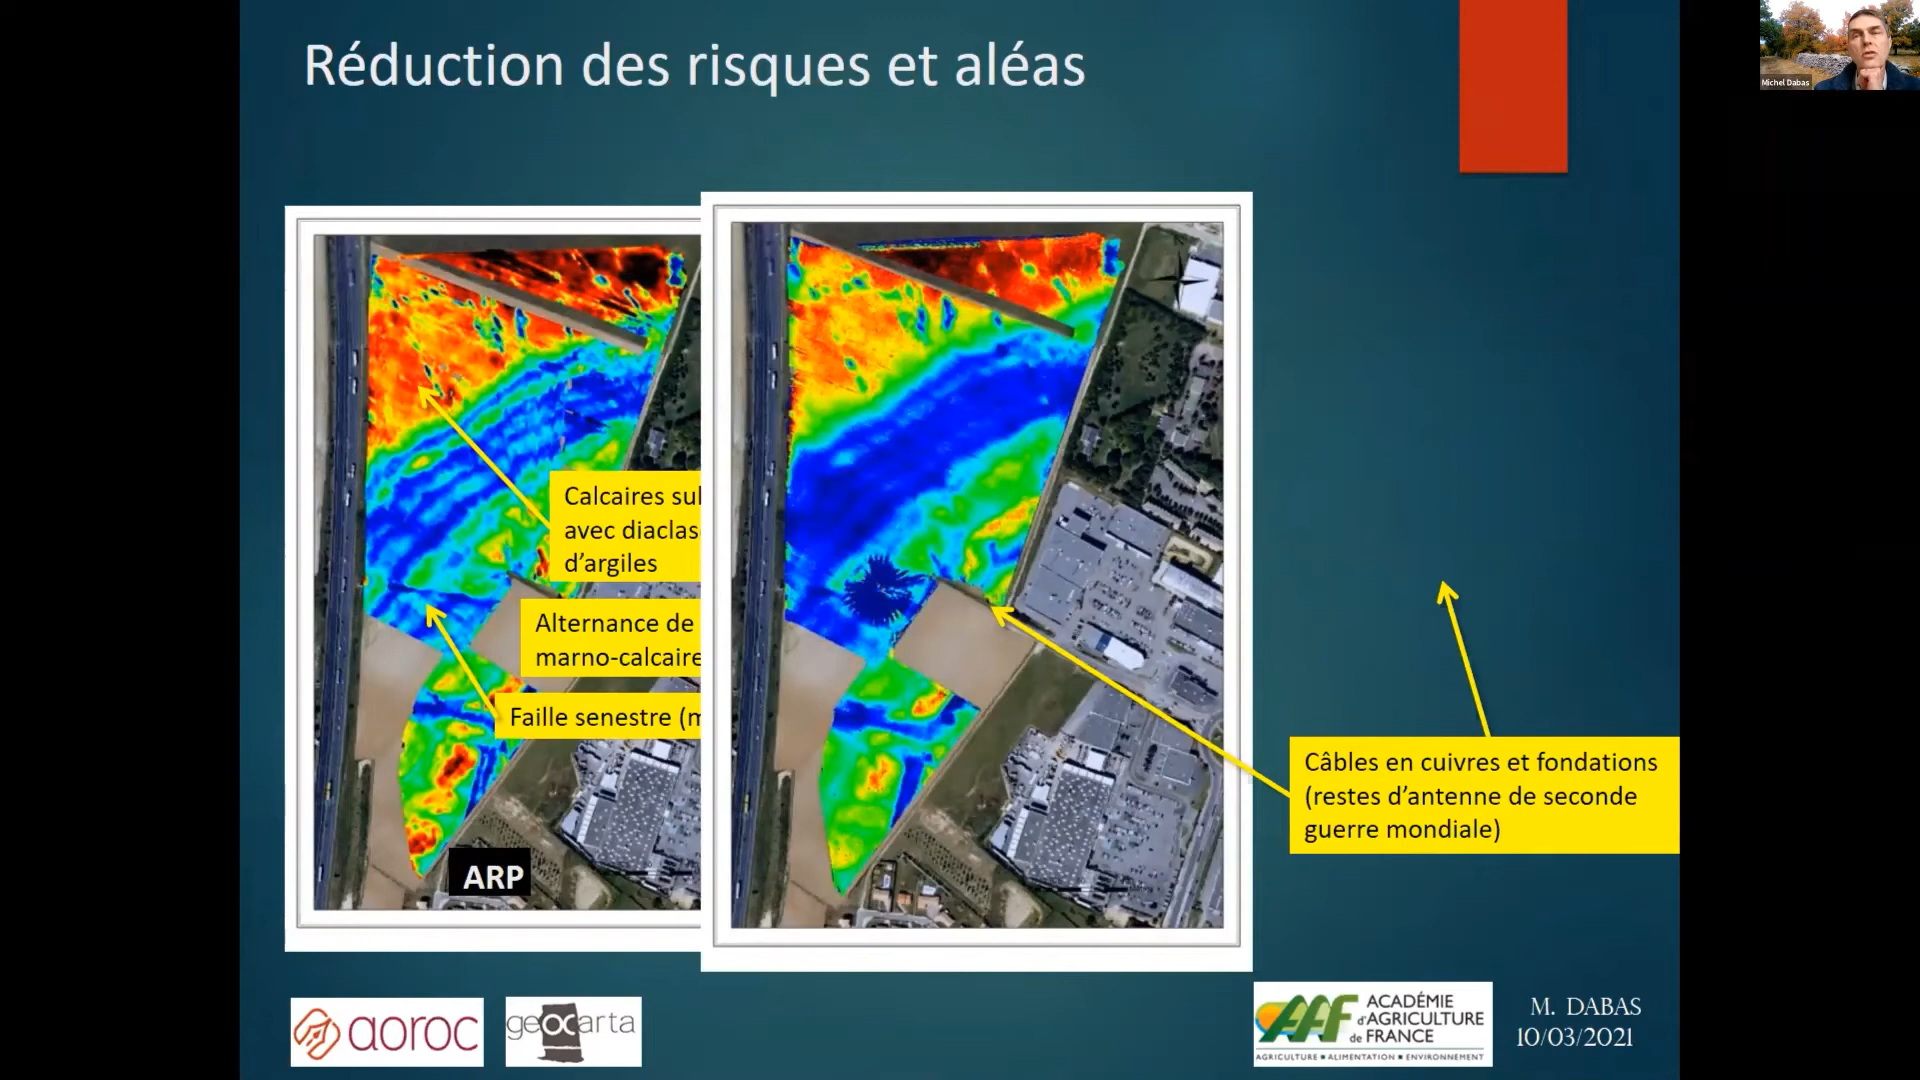 Réduction des risques et aléas
Michel Dabas
Calcaires sub
avec diaclas
d'argiles
Alternance de
marno-calcaire
Faille senestre (m
ARP
Câbles en cuivres et fondations
(restes d'antenne de seconde
guerre mondiale)
aoroc
geocarta
AAF
ACADÉMIE
d'AGRICULTURE
de FRANCE
AGRICULTURE ■ ALIMENTATION ■ ENVIRONNEMENT
M. DABAS
10/03/2021